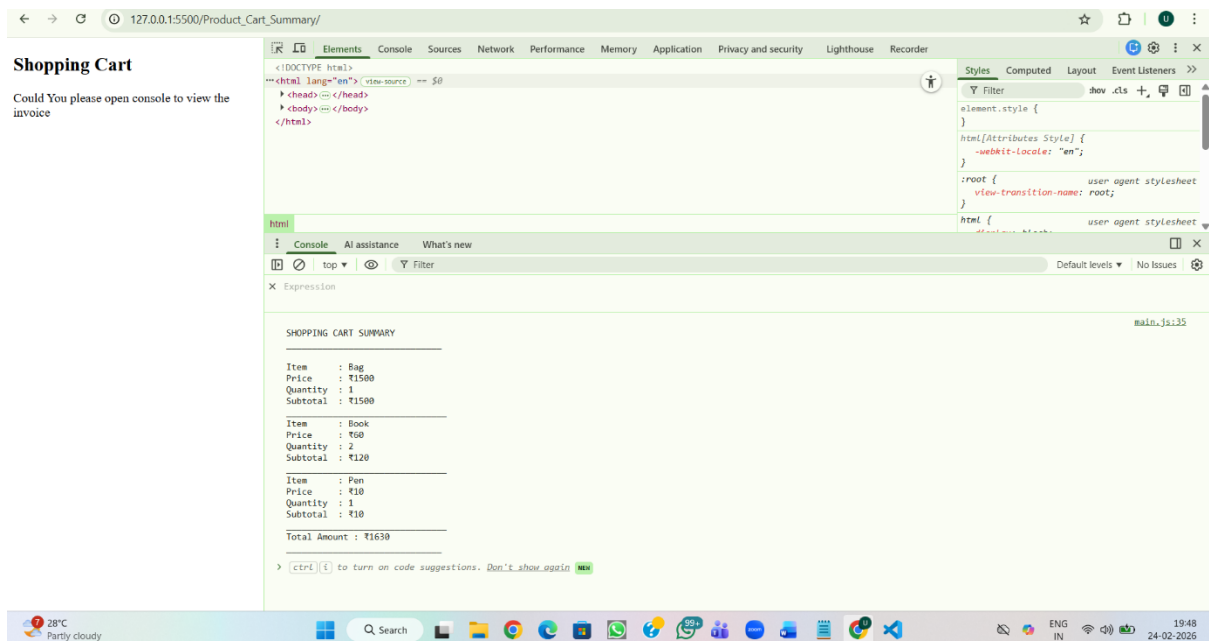 127.0.0.1:5500/Product_Cart_Summary/
U
Shopping Cart
Could You please open console to view the
invoice
Elements Console Sources Network Performance Memory Application Privacy and security Lighthouse Recorder
<!DOCTYPE html>
<html lang="en"> view-source == $0
<head> </head>
<body> </body>
</html>
html
Styles Computed Layout Event Listeners
Filter :hov .cls
element.style {
}
html[Attributes Style] {
-webkit-locale: "en";
}
:root { user agent stylesheet
view-transition-name: root;
}
html { user agent stylesheet
Console AI assistance What's new
top Filter Default levels No Issues
Expression
main.js:35
SHOPPING CART SUMMARY
Item : Bag
Price : ₹1500
Quantity : 1
Subtotal : ₹1500
Item : Book
Price : ₹60
Quantity : 2
Subtotal : ₹120
Item : Pen
Price : ₹10
Quantity : 1
Subtotal : ₹10
Total Amount : ₹1630
ctrl i to turn on code suggestions. Don't show again NEW
7
28°C
Partly cloudy
Search
99+
zoom
ENG
IN
19:48
24-02-2026